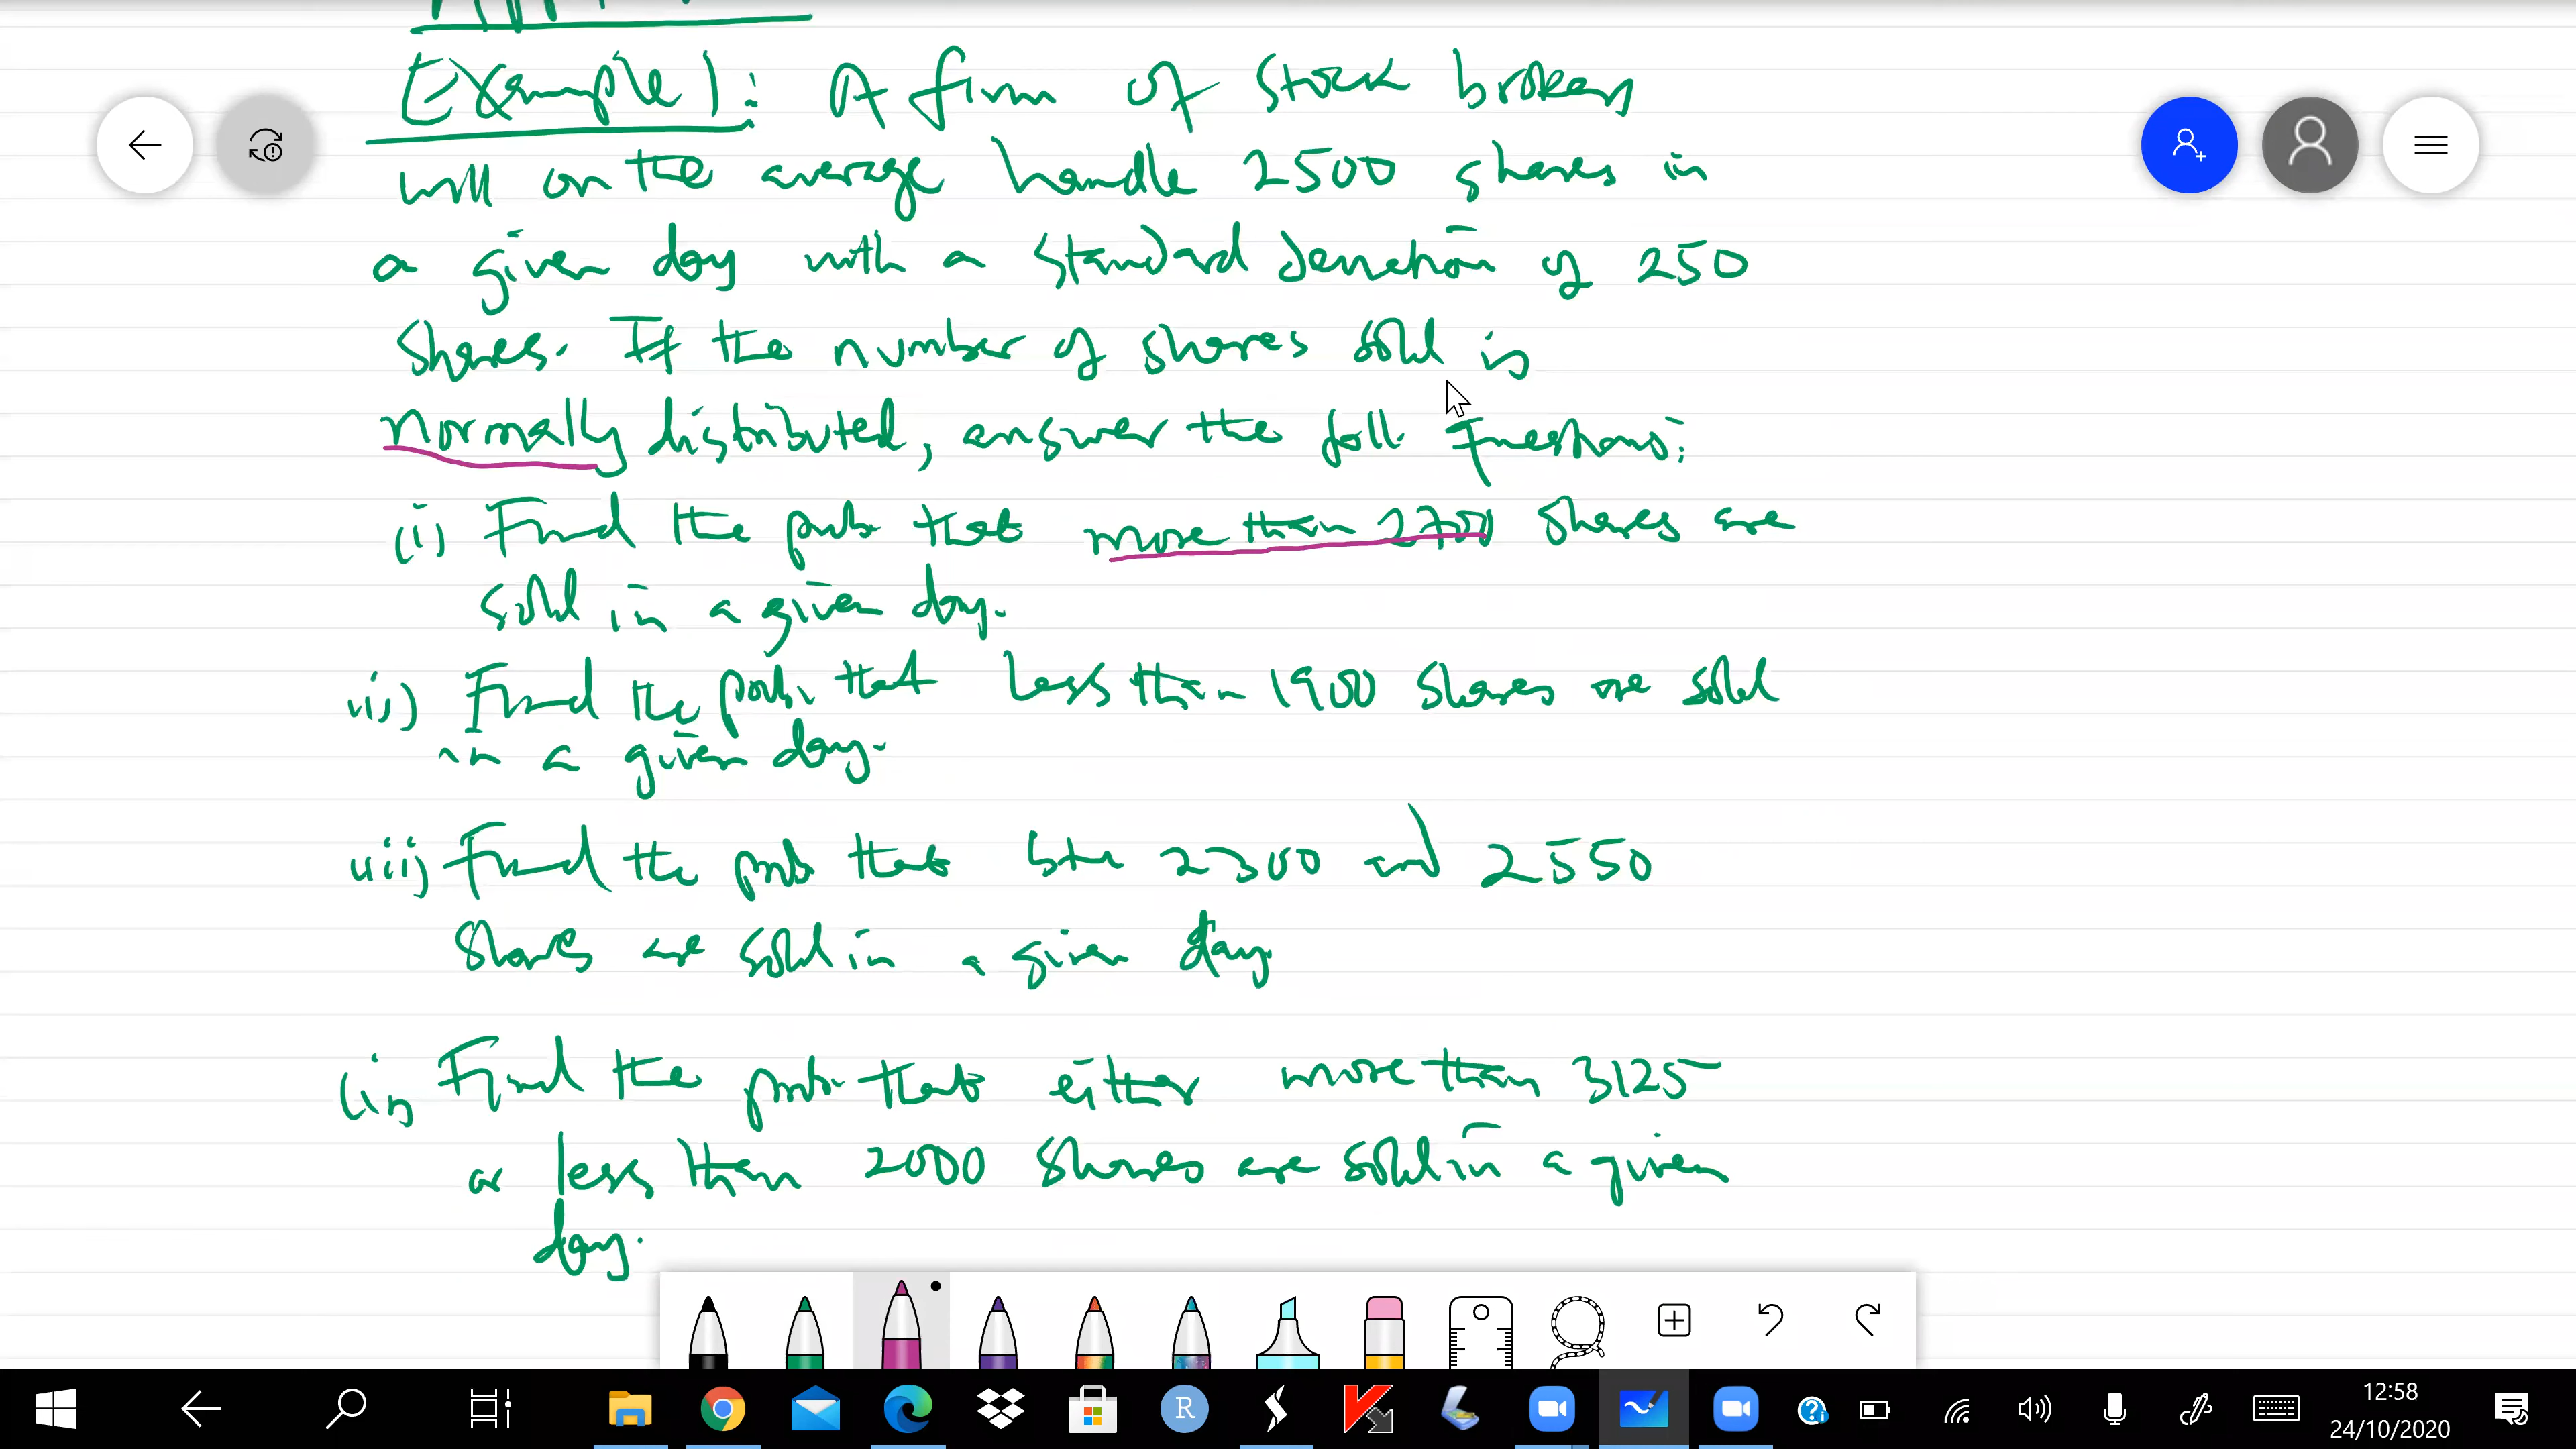 Example 1: A firm of stock brokers
will on the average handle 2500 shares in
a given day with a standard deviation of 250
shares. If the number of shares sold is
normally distributed, answer the foll. questions:
(i) Find the prob. that more than 2700 shares are
sold in a given day.
(ii) Find the prob. that less than 1900 shares are sold
in a given day.
(iii) Find the prob. that btw 2300 and 2550
shares are sold in a given day
(iv) Find the prob. that either more than 3125
or less than 2000 shares are sold in a given
day.
R
12:58
24/10/2020